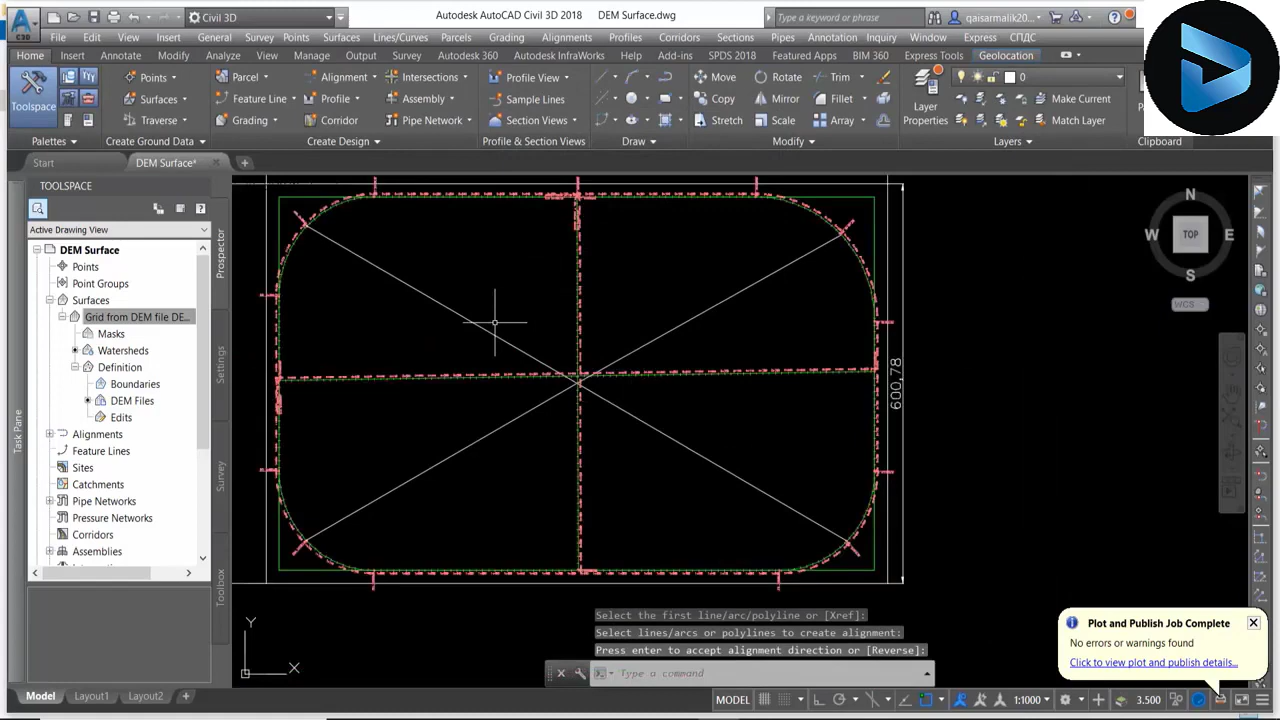 Civil 3D
Autodesk AutoCAD Civil 3D 2018 DEM Surface.dwg
Type a keyword or phrase
qaisarmalik20...
C3D
File Edit View Insert General Survey Points Surfaces Lines/Curves Parcels Grading Alignments Profiles Corridors Sections Pipes Annotation Inquiry Window Express СПДС
Home Insert Annotate Modify Analyze View Manage Output Survey Autodesk 360 Autodesk InfraWorks Help Add-ins SPDS 2018 Featured Apps BIM 360 Express Tools Geolocation
Points Parcel Alignment Intersections Profile View Move Rotate Trim 0
Toolspace Surfaces Feature Line Profile Assembly Sample Lines Copy Mirror Fillet Layer Properties Make Current
Traverse Grading Corridor Pipe Network Section Views Stretch Scale Array Match Layer
Palettes Create Ground Data Create Design Profile & Section Views Draw Modify Layers Clipboard
Start DEM Surface*
TOOLSPACE
Active Drawing View
DEM Surface
Points
Point Groups
Surfaces
Grid from DEM file DE...
Masks
Watersheds
Definition
Boundaries
DEM Files
Edits
Alignments
Feature Lines
Sites
Catchments
Pipe Networks
Pressure Networks
Corridors
Assemblies
Prospector
Settings
Survey
Toolbox
Task Pane
600,78
N
W TOP E
S
WCS
Y
X
Select the first line/arc/polyline or [Xref]:
Select lines/arcs or polylines to create alignment:
Press enter to accept alignment direction or [Reverse]:
Type a command
Plot and Publish Job Complete
No errors or warnings found
Click to view plot and publish details...
Model Layout1 Layout2
MODEL 1:1000 3.500